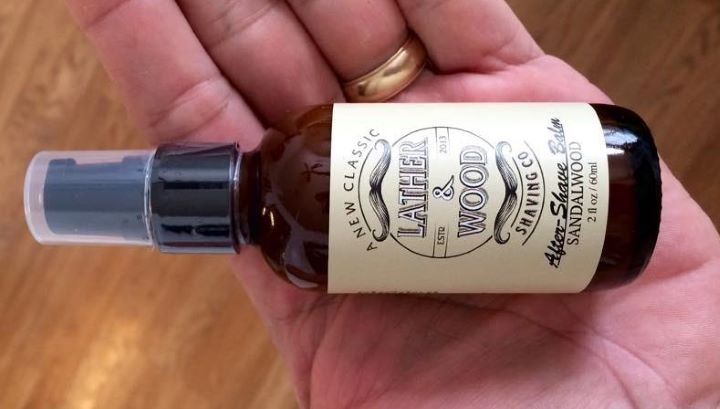 A NEW CLASSIC
2013
LATHER
&
WOOD
ESTD
SHAVING CO.
After-Shave Balm
SANDALWOOD
2 fl oz / 60ml